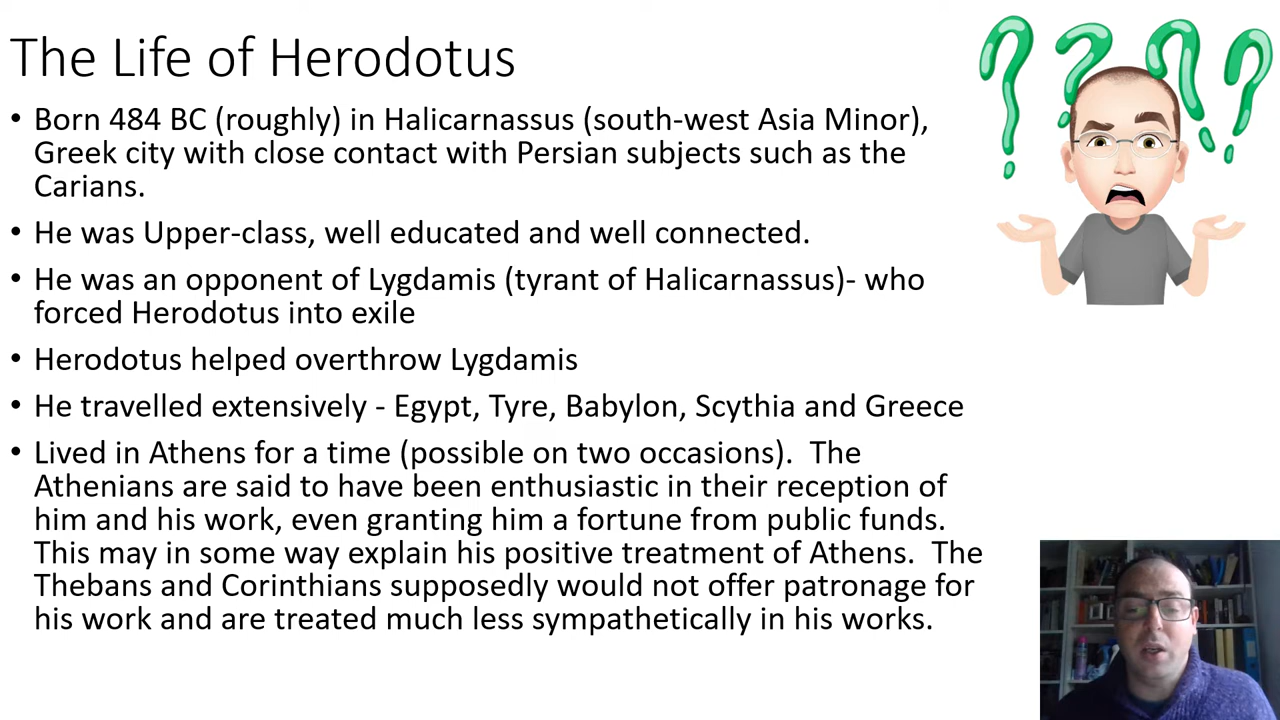 The Life of Herodotus
• Born 484 BC (roughly) in Halicarnassus (south-west Asia Minor),
Greek city with close contact with Persian subjects such as the
Carians.
• He was Upper-class, well educated and well connected.
• He was an opponent of Lygdamis (tyrant of Halicarnassus)- who
forced Herodotus into exile
• Herodotus helped overthrow Lygdamis
• He travelled extensively - Egypt, Tyre, Babylon, Scythia and Greece
• Lived in Athens for a time (possible on two occasions).  The
Athenians are said to have been enthusiastic in their reception of
him and his work, even granting him a fortune from public funds.
This may in some way explain his positive treatment of Athens.  The
Thebans and Corinthians supposedly would not offer patronage for
his work and are treated much less sympathetically in his works.